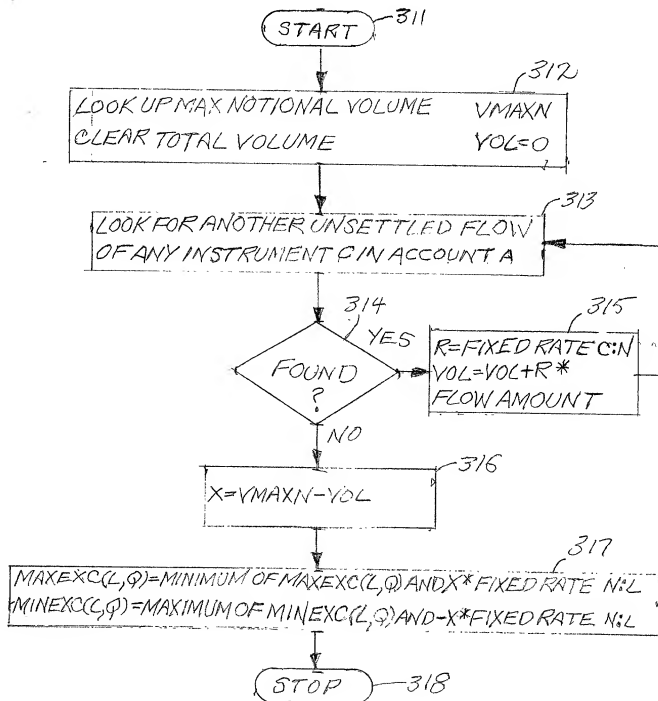 START
311
312
LOOK UP MAX NOTIONAL VOLUME VMAXN
CLEAR TOTAL VOLUME VOL=0
313
LOOK FOR ANOTHER UNSETTLED FLOW
OF ANY INSTRUMENT C IN ACCOUNT A
314
FOUND
?
YES
315
R=FIXED RATE C:N
VOL=VOL+R*
FLOW AMOUNT
NO
316
X=VMAXN-VOL
317
MAXEXC(L,Q)=MINIMUM OF MAXEXC(L,Q) AND X* FIXED RATE N:L
MINEXC(L,Q)=MAXIMUM OF MINEXC(L,Q) AND -X* FIXED RATE N:L
STOP
318